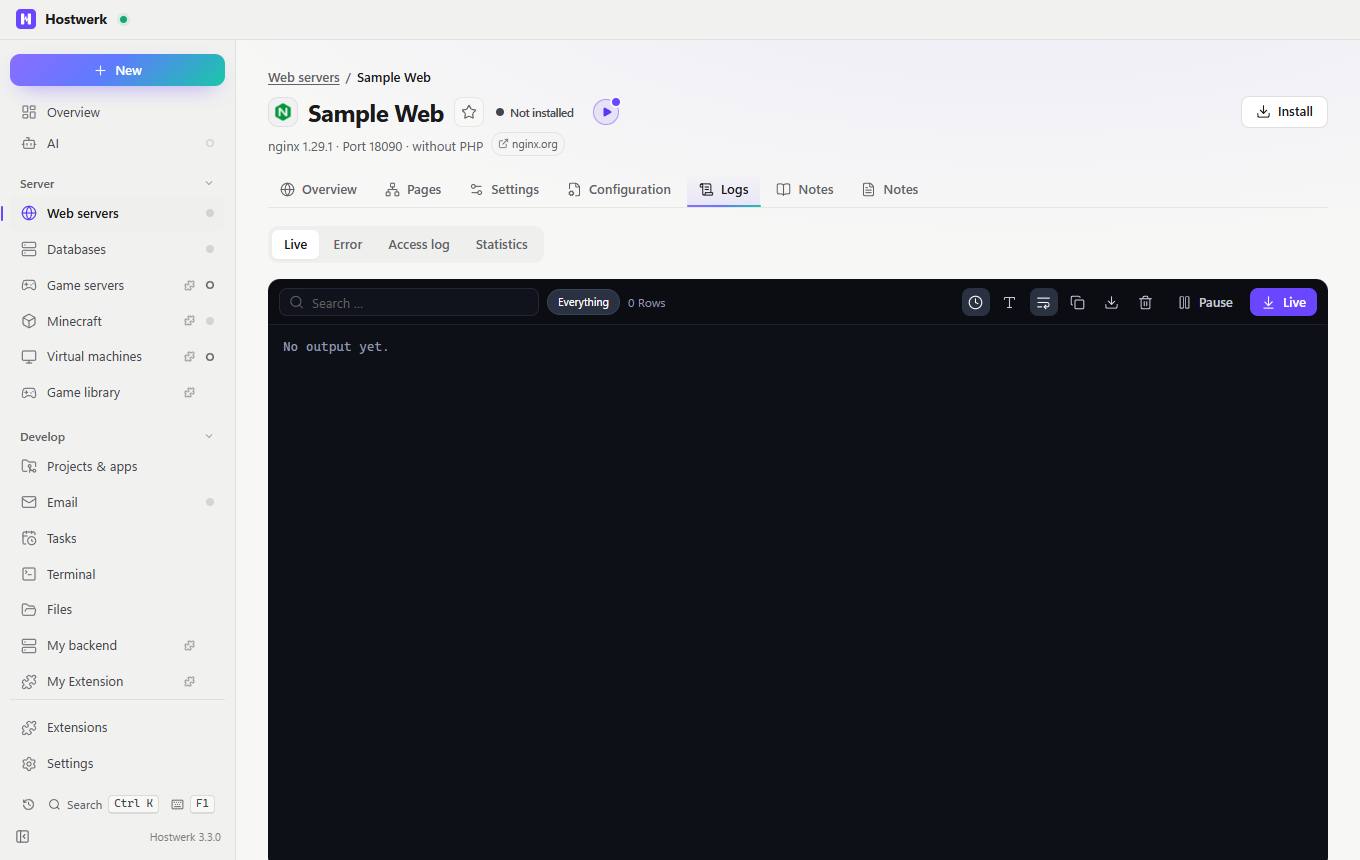 Hostwerk
New
Overview
AI
Server
Web servers
Databases
Game servers
Minecraft
Virtual machines
Game library
Develop
Projects & apps
Email
Tasks
Terminal
Files
My backend
My Extension
Extensions
Settings
Search Ctrl K F1
Hostwerk 3.3.0
Web servers / Sample Web
Sample Web Not installed Install
nginx 1.29.1 · Port 18090 · without PHP nginx.org
Overview Pages Settings Configuration Logs Notes Notes
Live Error Access log Statistics
Search ... Everything 0 Rows Pause Live
No output yet.